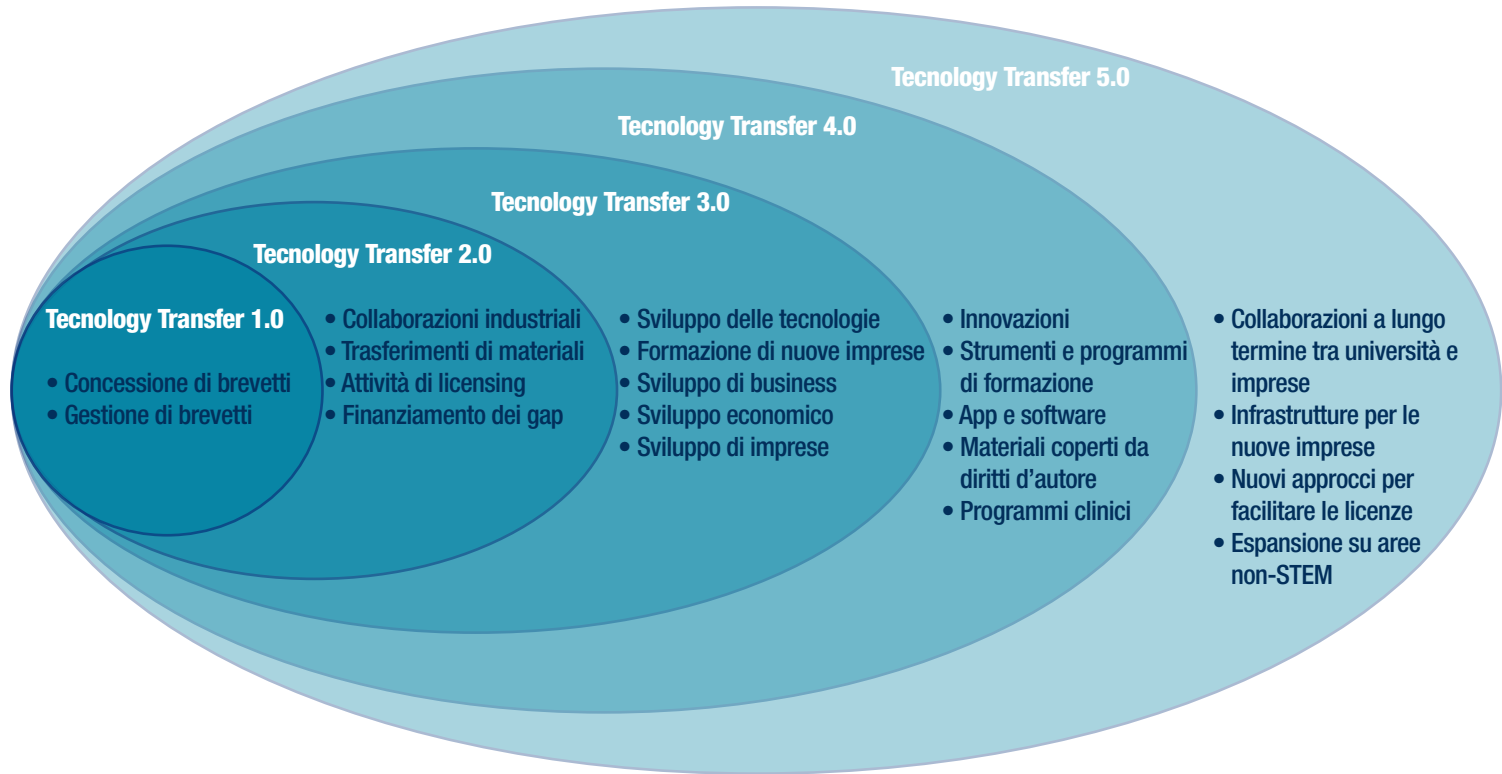 Tecnology Transfer 5.0
Tecnology Transfer 4.0
Tecnology Transfer 3.0
Tecnology Transfer 2.0
Tecnology Transfer 1.0
• Concessione di brevetti
• Gestione di brevetti
• Collaborazioni industriali
• Trasferimenti di materiali
• Attività di licensing
• Finanziamento dei gap
• Sviluppo delle tecnologie
• Formazione di nuove imprese
• Sviluppo di business
• Sviluppo economico
• Sviluppo di imprese
• Innovazioni
• Strumenti e programmi
di formazione
• App e software
• Materiali coperti da
diritti d'autore
• Programmi clinici
• Collaborazioni a lungo
termine tra università e
imprese
• Infrastrutture per le
nuove imprese
• Nuovi approcci per
facilitare le licenze
• Espansione su aree
non-STEM